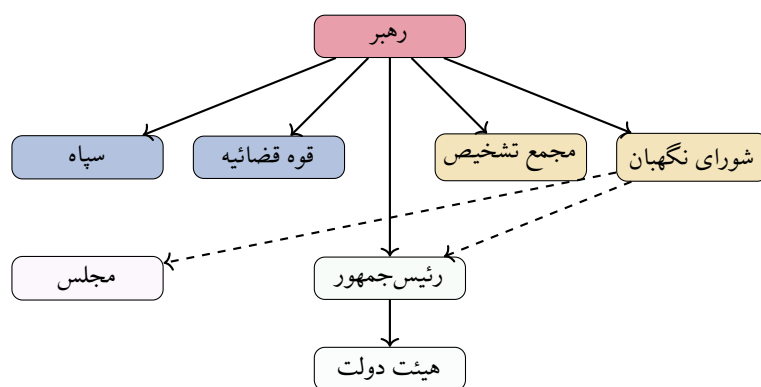 رهبر
شورای نگهبان
مجمع تشخیص
قوه قضائیه
سپاه
رئیس‌جمهور
مجلس
هیئت دولت